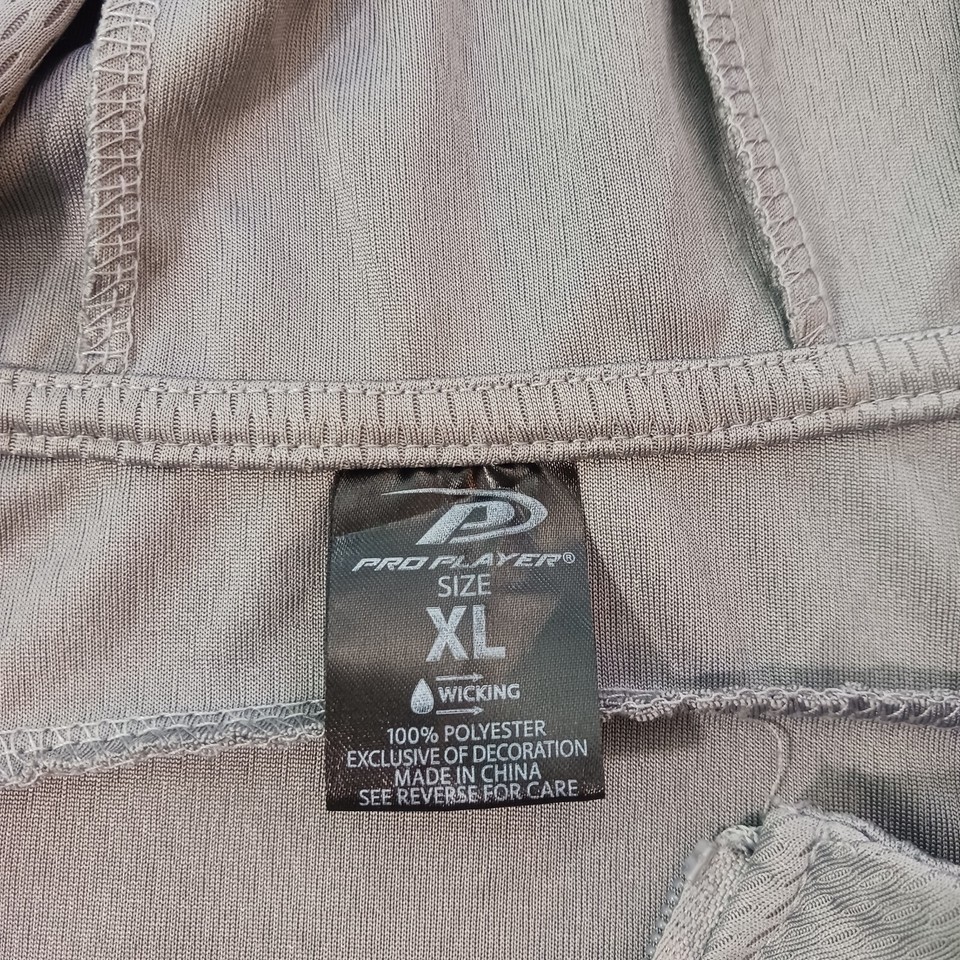 PRO PLAYER®
SIZE
XL
WICKING
100% POLYESTER
EXCLUSIVE OF DECORATION
MADE IN CHINA
SEE REVERSE FOR CARE